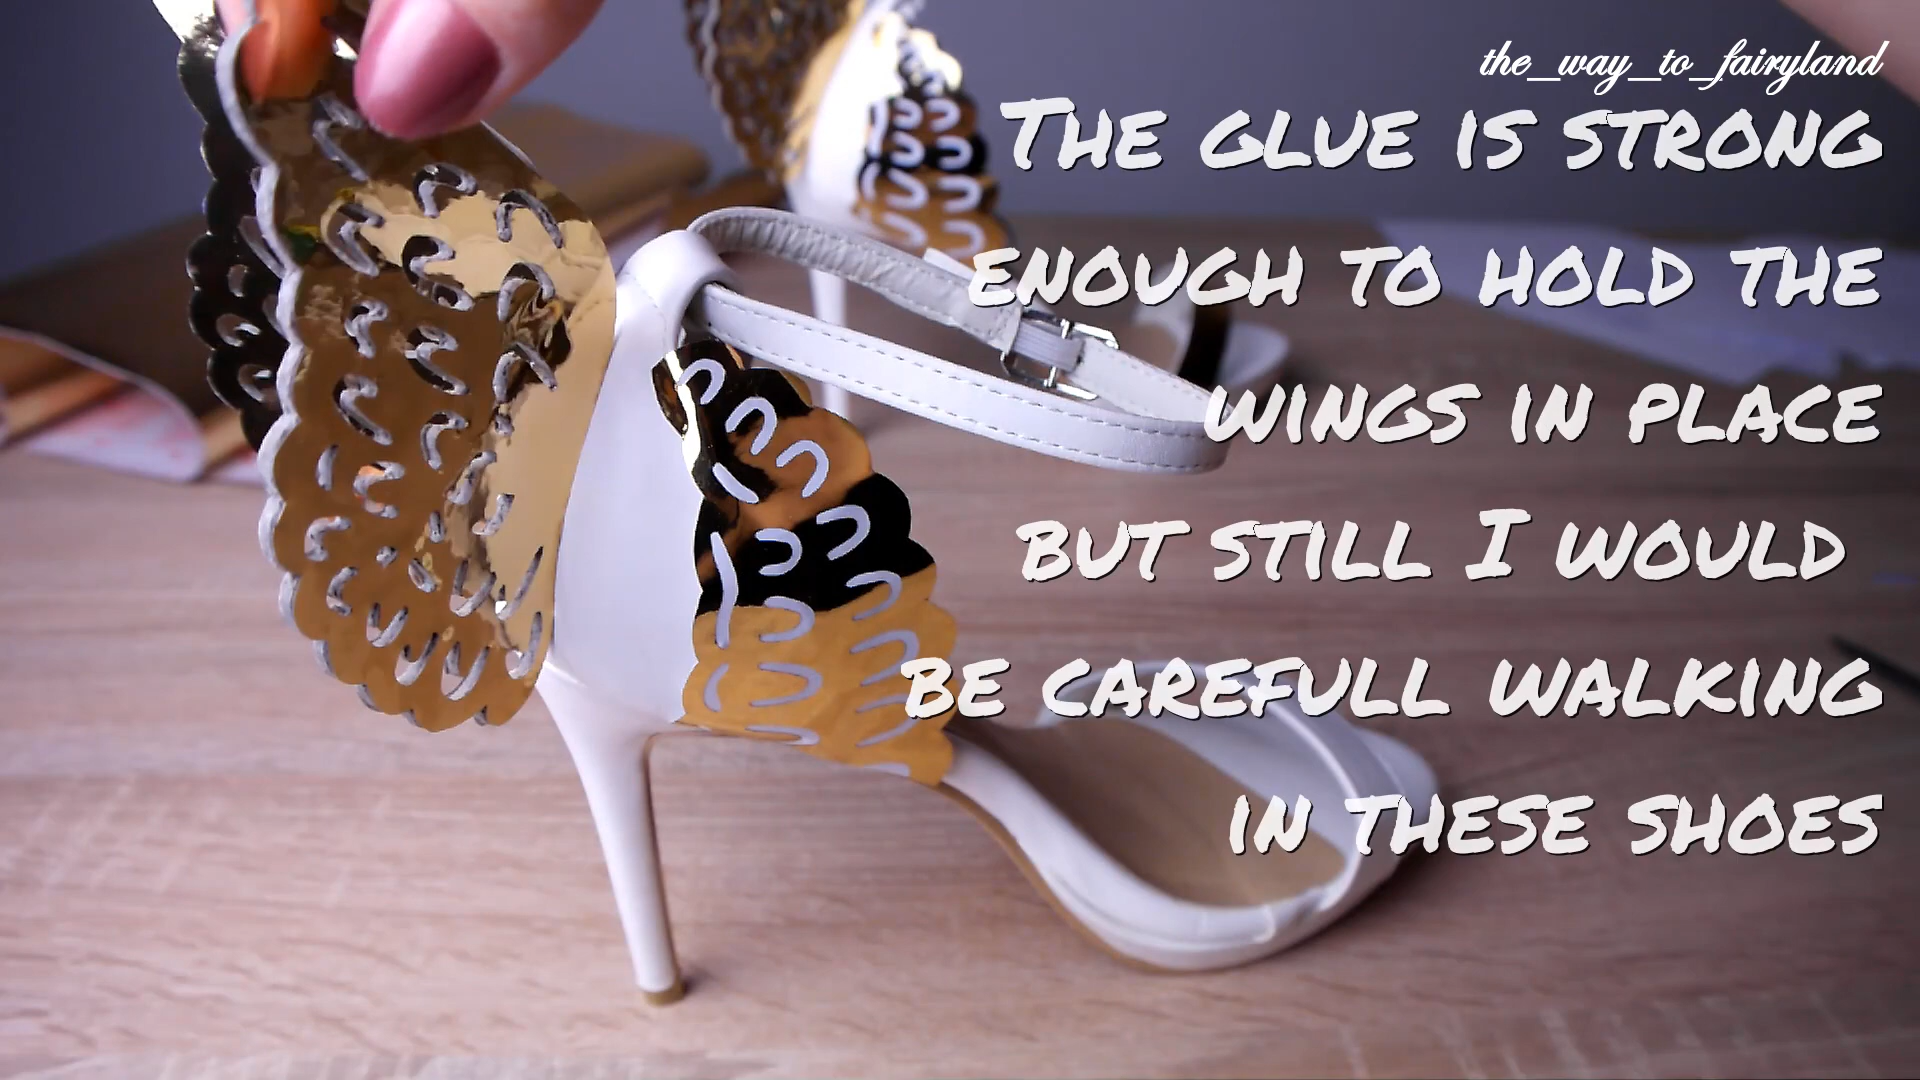 the_way_to_fairyland
The glue is strong
enough to hold the
wings in place
but still I would
be carefull walking
in these shoes